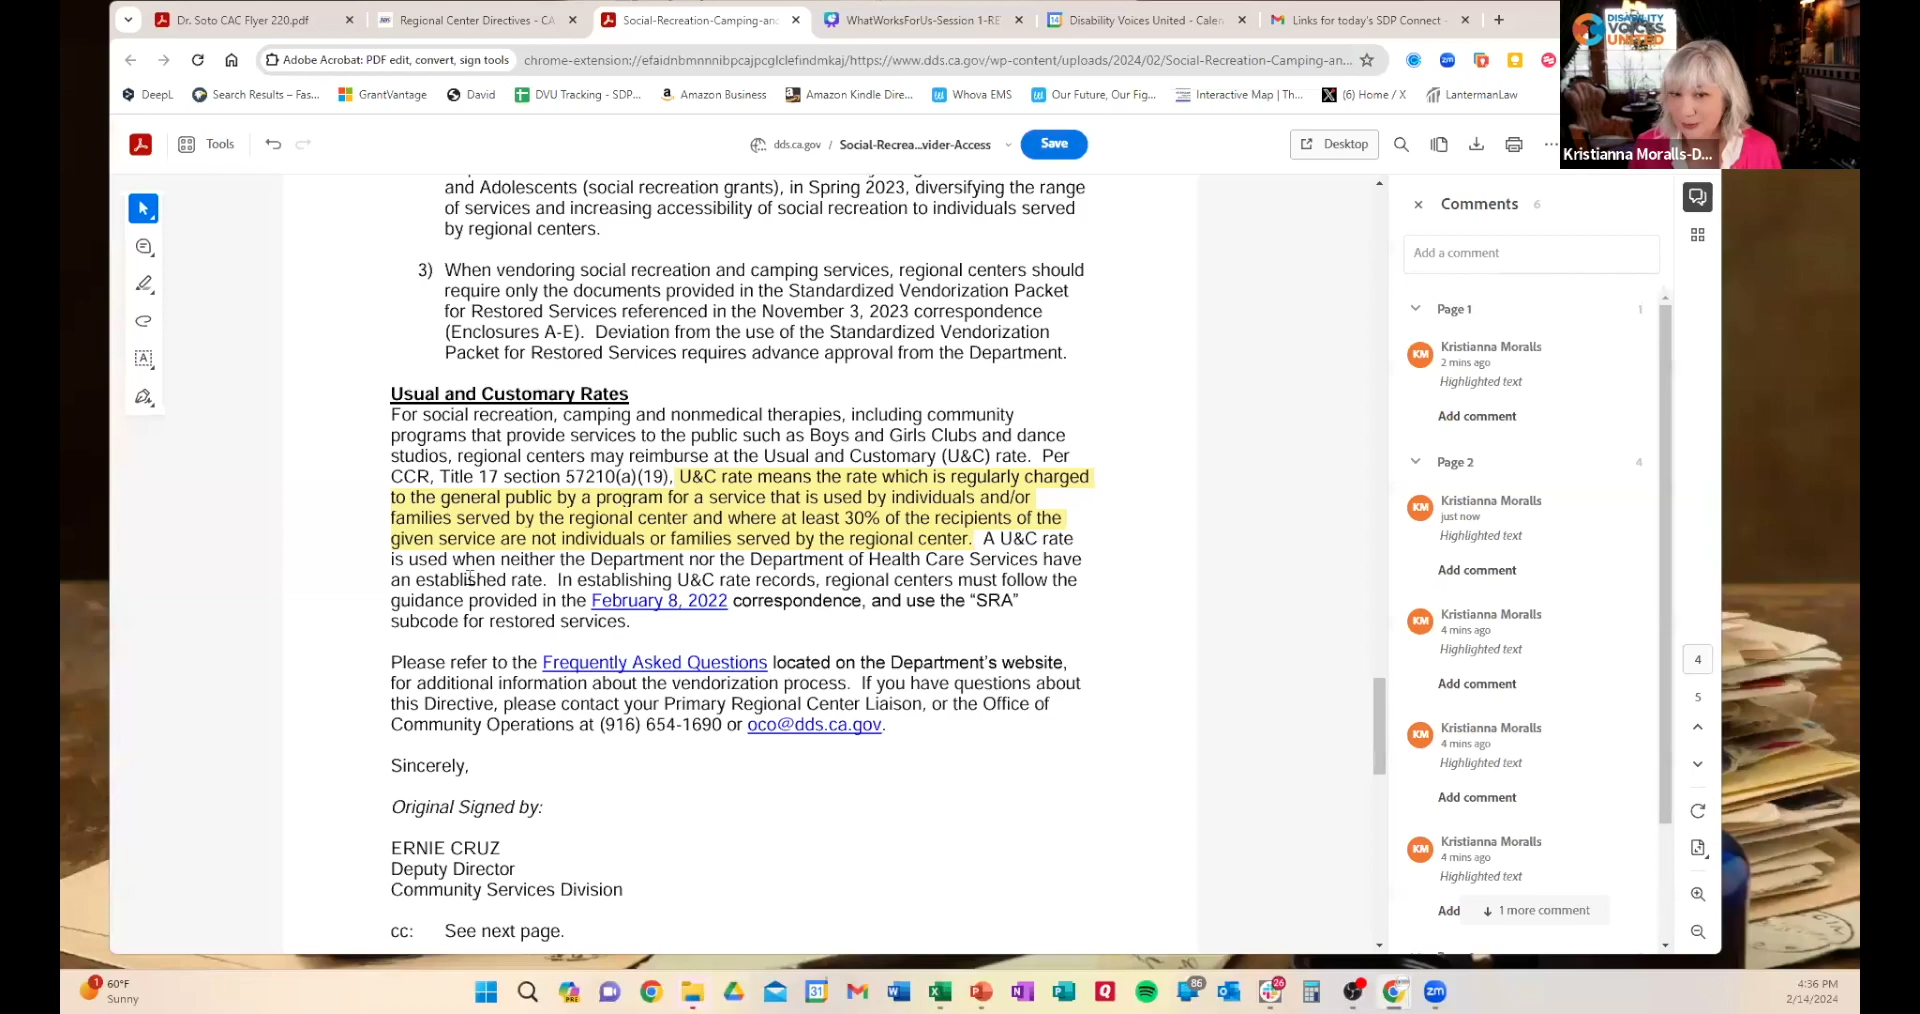 Dr. Soto CAC Flyer 220.pdf
Regional Center Directives - CA
Social-Recreation-Camping-and
WhatWorksForUs-Session 1-RE
Disability Voices United - Calen
Links for today's SDP Connect -
Adobe Acrobat: PDF edit, convert, sign tools
chrome-extension://efaidnbmnnnibpcajpcglclefindmkaj/https://www.dds.ca.gov/wp-content/uploads/2024/02/Social-Recreation-Camping-an...
DeepL
Search Results – Fas...
GrantVantage
David
DVU Tracking - SDP...
Amazon Business
Amazon Kindle Dire...
Whova EMS
Our Future, Our Fig...
Interactive Map | Th...
(6) Home / X
LantermanLaw
DISABILITY
VOICES
UNITED
Kristianna Moralls-D...
Tools
dds.ca.gov / Social-Recrea...vider-Access
Save
Desktop
and Adolescents (social recreation grants), in Spring 2023, diversifying the range
of services and increasing accessibility of social recreation to individuals served
by regional centers.
3) When vendoring social recreation and camping services, regional centers should
require only the documents provided in the Standardized Vendorization Packet
for Restored Services referenced in the November 3, 2023 correspondence
(Enclosures A-E). Deviation from the use of the Standardized Vendorization
Packet for Restored Services requires advance approval from the Department.
Usual and Customary Rates
For social recreation, camping and nonmedical therapies, including community
programs that provide services to the public such as Boys and Girls Clubs and dance
studios, regional centers may reimburse at the Usual and Customary (U&C) rate. Per
CCR, Title 17 section 57210(a)(19), U&C rate means the rate which is regularly charged
to the general public by a program for a service that is used by individuals and/or
families served by the regional center and where at least 30% of the recipients of the
given service are not individuals or families served by the regional center. A U&C rate
is used when neither the Department nor the Department of Health Care Services have
an established rate. In establishing U&C rate records, regional centers must follow the
guidance provided in the February 8, 2022 correspondence, and use the “SRA”
subcode for restored services.
Please refer to the Frequently Asked Questions located on the Department’s website,
for additional information about the vendorization process. If you have questions about
this Directive, please contact your Primary Regional Center Liaison, or the Office of
Community Operations at (916) 654-1690 or oco@dds.ca.gov.
Sincerely,
Original Signed by:
ERNIE CRUZ
Deputy Director
Community Services Division
cc: See next page.
Comments 6
Add a comment
Page 1 1
KM
Kristianna Moralls
2 mins ago
Highlighted text
Add comment
Page 2 4
KM
Kristianna Moralls
just now
Highlighted text
Add comment
KM
Kristianna Moralls
4 mins ago
Highlighted text
Add comment
KM
Kristianna Moralls
4 mins ago
Highlighted text
Add comment
KM
Kristianna Moralls
4 mins ago
Highlighted text
Add
1 more comment
4
5
1
60°F
Sunny
86
26
4:36 PM
2/14/2024